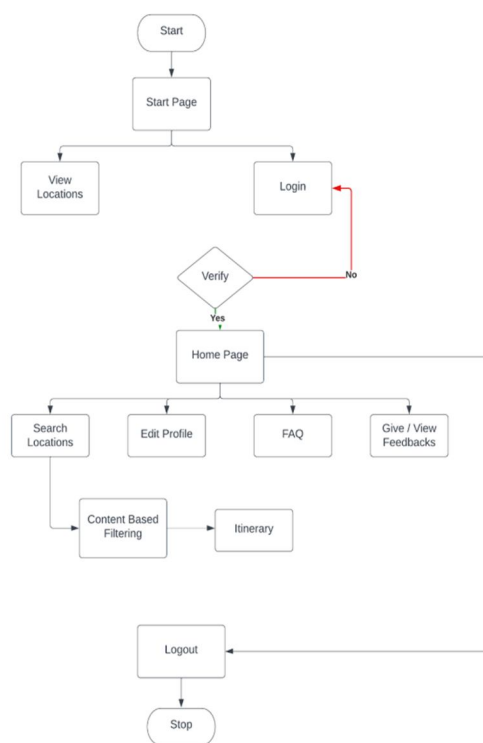 Start
Start Page
View
Locations
Login
Verify
No
Yes
Home Page
Search
Locations
Edit Profile
FAQ
Give / View
Feedbacks
Content Based
Filtering
Itinerary
Logout
Stop